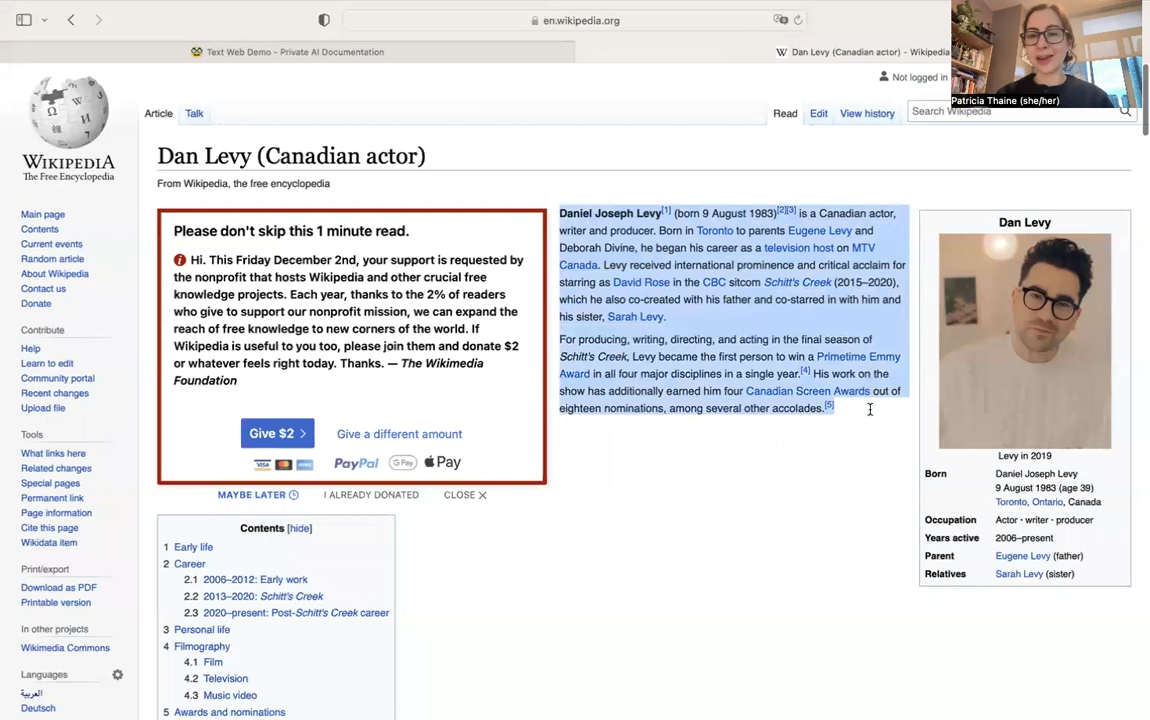 en.wikipedia.org
Text Web Demo - Private AI Documentation
Dan Levy (Canadian actor) - Wikipedia
Patricia Thaine (she/her)
Not logged in
Article Talk
Read Edit View history
Search Wikipedia
WIKIPEDIA
The Free Encyclopedia
Main page
Contents
Current events
Random article
About Wikipedia
Contact us
Donate
Contribute
Help
Learn to edit
Community portal
Recent changes
Upload file
Tools
What links here
Related changes
Special pages
Permanent link
Page information
Cite this page
Wikidata item
Print/export
Download as PDF
Printable version
In other projects
Wikimedia Commons
Languages
العربية
Deutsch
Dan Levy (Canadian actor)
From Wikipedia, the free encyclopedia
Please don't skip this 1 minute read.
Hi. This Friday December 2nd, your support is requested by
the nonprofit that hosts Wikipedia and other crucial free
knowledge projects. Each year, thanks to the 2% of readers
who give to support our nonprofit mission, we can expand the
reach of free knowledge to new corners of the world. If
Wikipedia is useful to you too, please join them and donate $2
or whatever feels right today. Thanks. — The Wikimedia
Foundation
Give $2
Give a different amount
VISA PayPal G Pay Pay
MAYBE LATER I ALREADY DONATED CLOSE
Contents [hide]
1 Early life
2 Career
2.1 2006–2012: Early work
2.2 2013–2020: Schitt's Creek
2.3 2020–present: Post-Schitt's Creek career
3 Personal life
4 Filmography
4.1 Film
4.2 Television
4.3 Music video
5 Awards and nominations
Daniel Joseph Levy[1] (born 9 August 1983)[2][3] is a Canadian actor,
writer and producer. Born in Toronto to parents Eugene Levy and
Deborah Divine, he began his career as a television host on MTV
Canada. Levy received international prominence and critical acclaim for
starring as David Rose in the CBC sitcom Schitt's Creek (2015–2020),
which he also co-created with his father and co-starred in with him and
his sister, Sarah Levy.
For producing, writing, directing, and acting in the final season of
Schitt's Creek, Levy became the first person to win a Primetime Emmy
Award in all four major disciplines in a single year.[4] His work on the
show has additionally earned him four Canadian Screen Awards out of
eighteen nominations, among several other accolades.[5]
Dan Levy
Levy in 2019
Born Daniel Joseph Levy
9 August 1983 (age 39)
Toronto, Ontario, Canada
Occupation Actor · writer · producer
Years active 2006–present
Parent Eugene Levy (father)
Relatives Sarah Levy (sister)